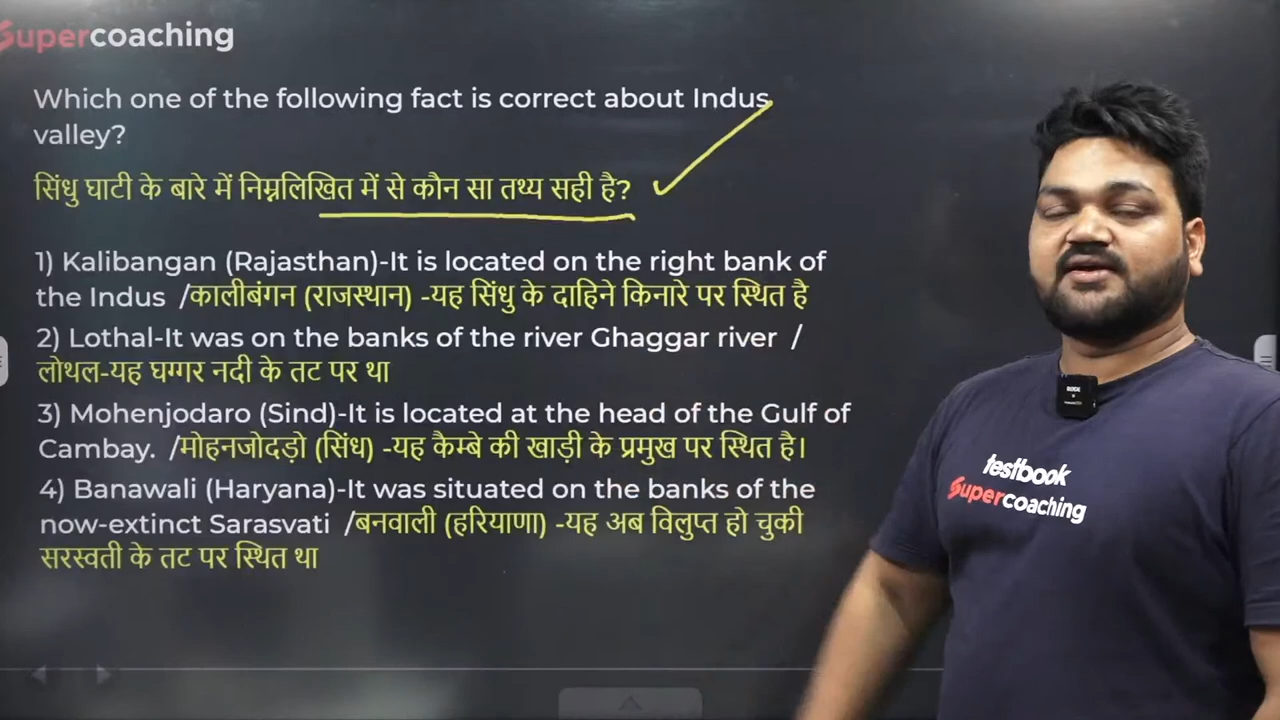 Supercoaching
Which one of the following fact is correct about Indus
valley?
सिंधु घाटी के बारे में निम्नलिखित में से कौन सा तथ्य सही है?
1) Kalibangan (Rajasthan)-It is located on the right bank of
the Indus /कालीबंगन (राजस्थान) -यह सिंधु के दाहिने किनारे पर स्थित है
2) Lothal-It was on the banks of the river Ghaggar river /
लोथल-यह घग्गर नदी के तट पर था
3) Mohenjodaro (Sind)-It is located at the head of the Gulf of
Cambay. /मोहनजोदड़ो (सिंध) -यह कैम्बे की खाड़ी के प्रमुख पर स्थित है।
4) Banawali (Haryana)-It was situated on the banks of the
now-extinct Sarasvati /बनवाली (हरियाणा) -यह अब विलुप्त हो चुकी
सरस्वती के तट पर स्थित था
RODE
testbook
Supercoaching